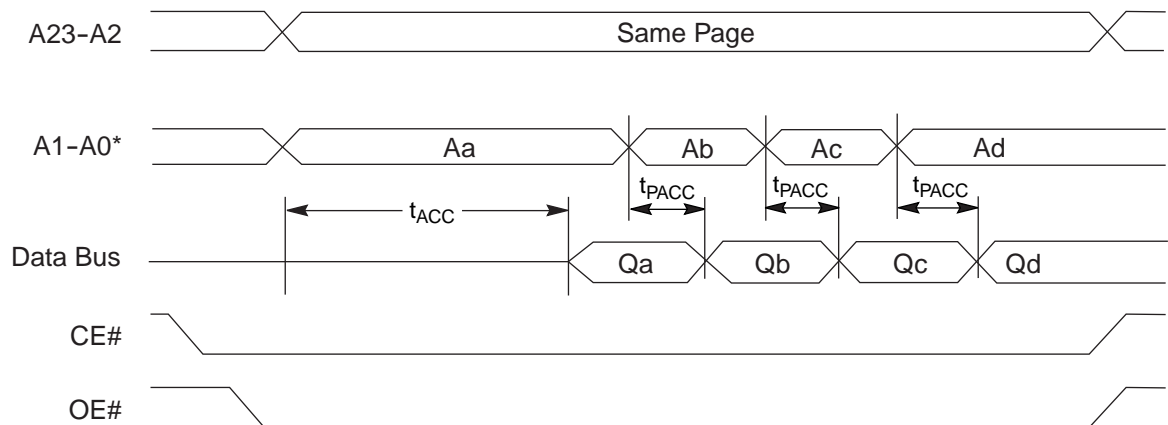 A23-A2 Same Page
A1-A0* Aa Ab Ac Ad
tACC tPACC tPACC tPACC
Data Bus Qa Qb Qc Qd
CE#
OE#